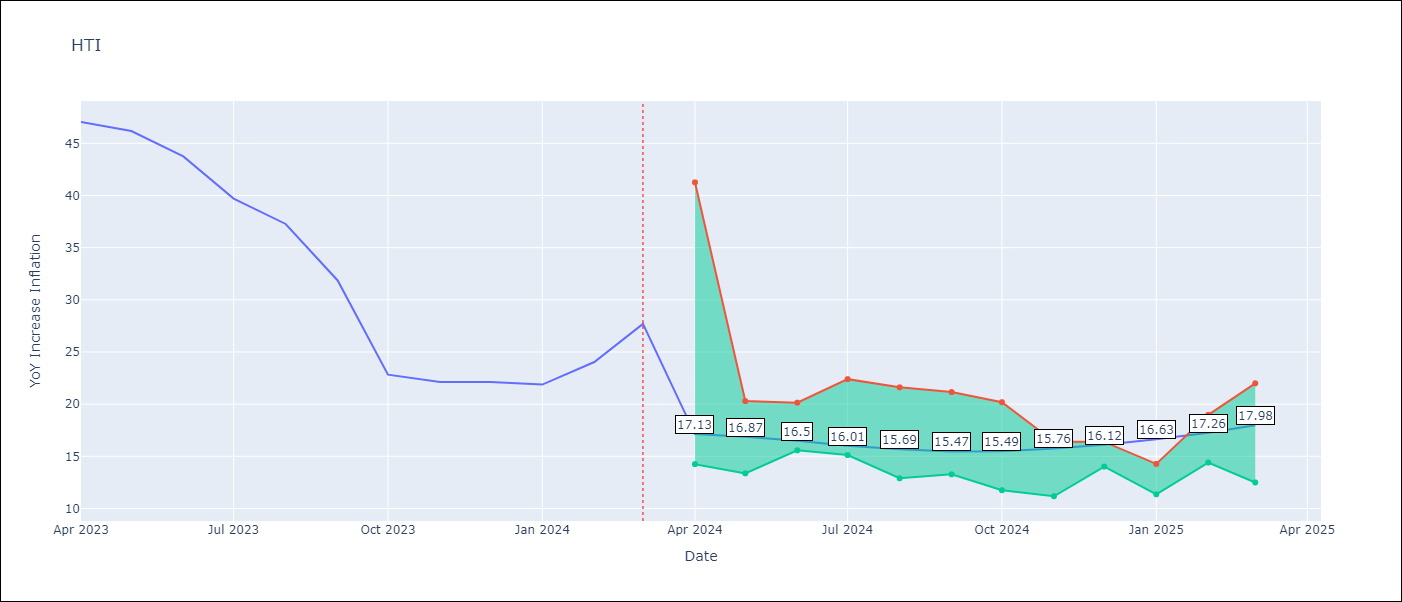 HTI
YoY Increase Inflation
45
40
35
30
25
20
15
10
17.13
16.87
16.5
16.01
15.69
15.47
15.49
15.76
16.12
16.63
17.26
17.98
Apr 2023
Jul 2023
Oct 2023
Jan 2024
Apr 2024
Jul 2024
Oct 2024
Jan 2025
Apr 2025
Date